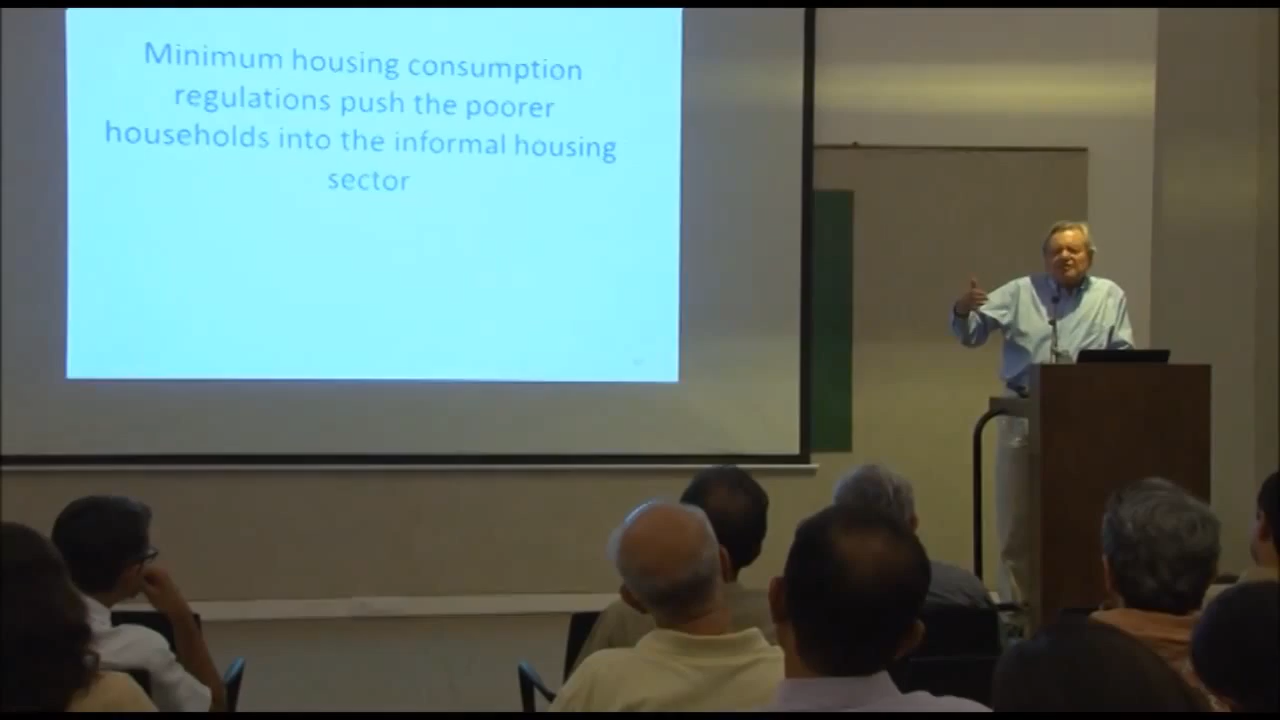 Minimum housing consumption
regulations push the poorer
households into the informal housing
sector